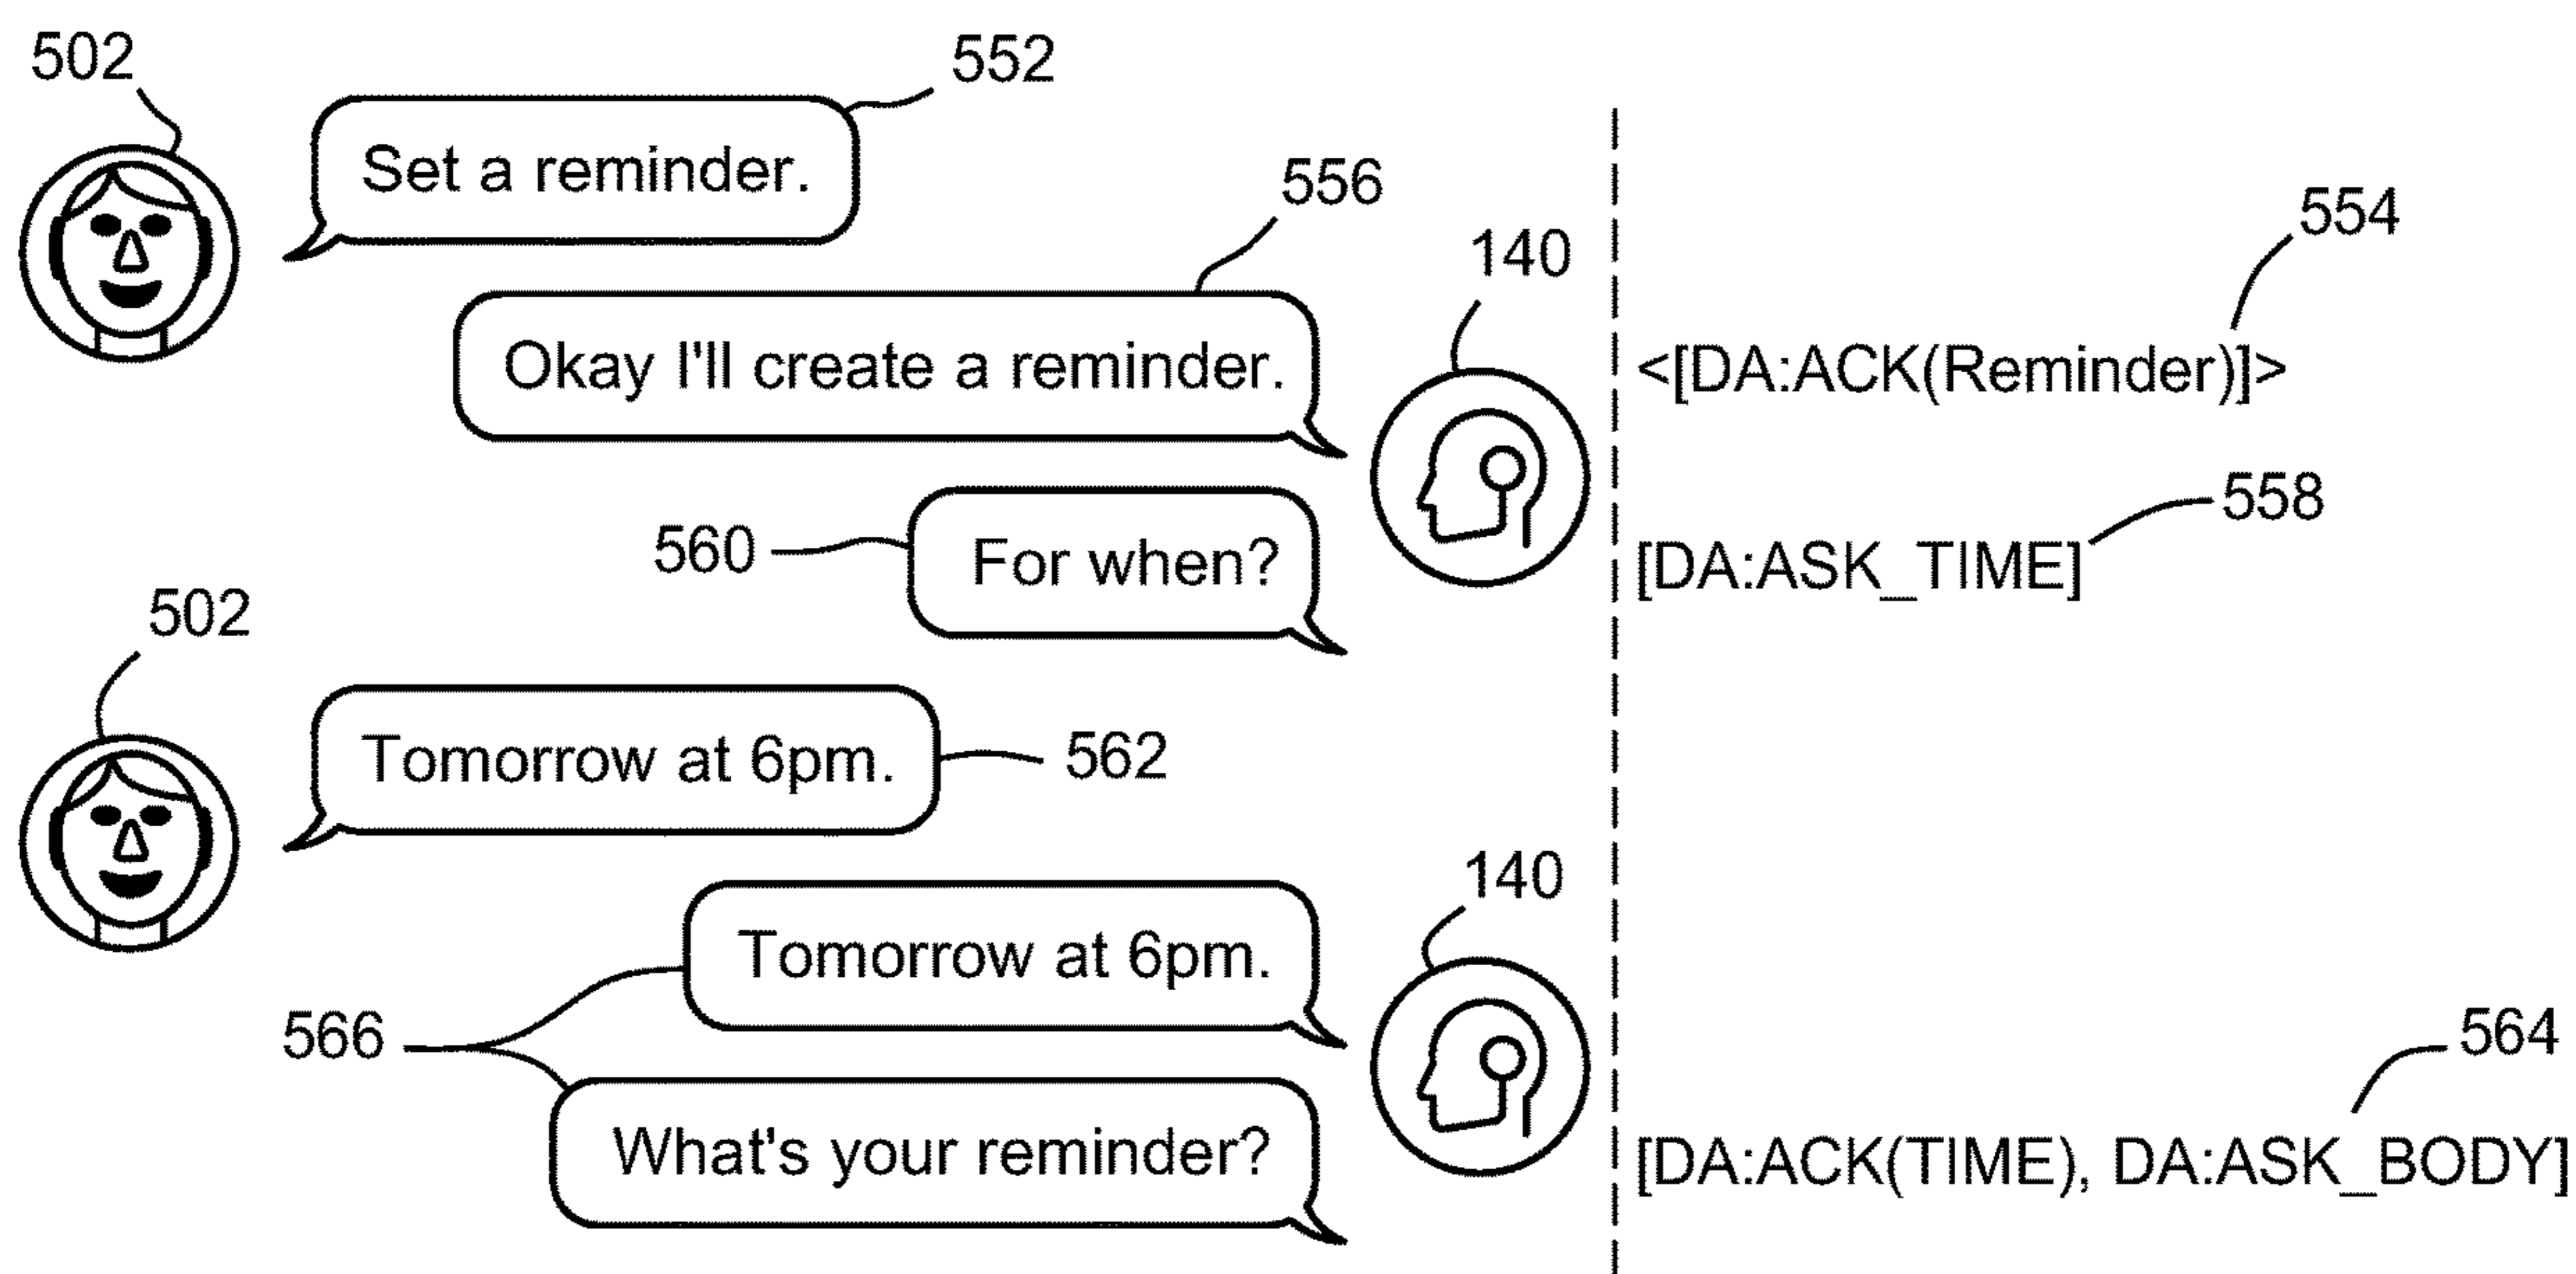 502
552
Set a reminder.
556
554
140
Okay I'll create a reminder.
<[DA:ACK(Reminder)]>
558
560
For when?
[DA:ASK_TIME]
502
Tomorrow at 6pm.
562
140
Tomorrow at 6pm.
566
564
What's your reminder?
[DA:ACK(TIME), DA:ASK_BODY]